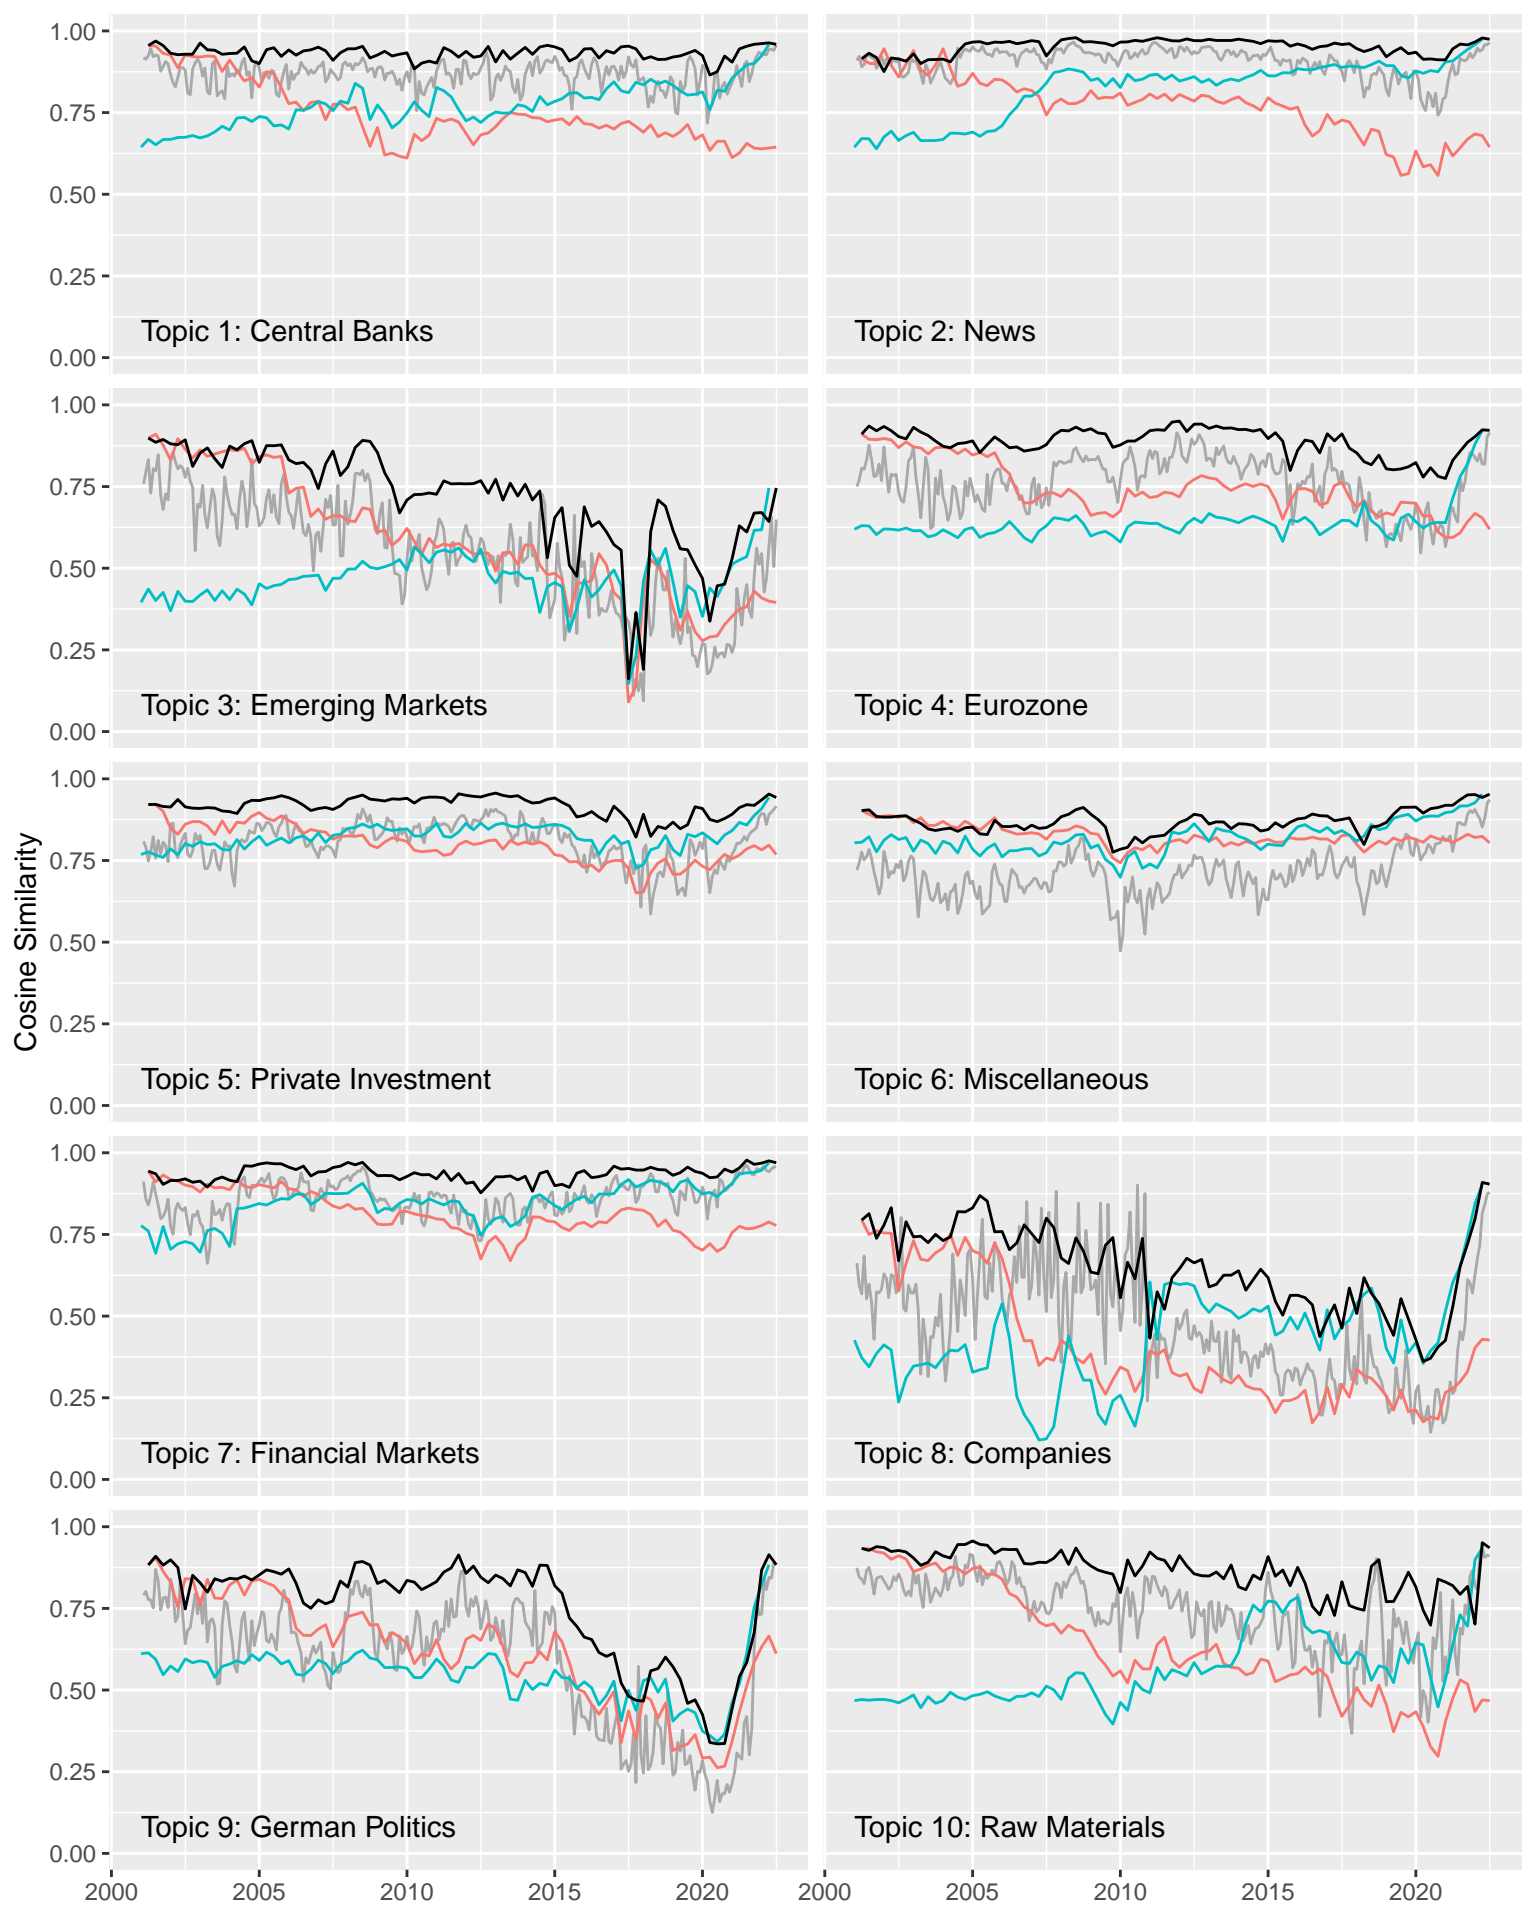 Cosine Similarity
1.00
0.75
0.50
0.25
0.00
Topic 1: Central Banks
Topic 2: News
1.00
0.75
0.50
0.25
0.00
Topic 3: Emerging Markets
Topic 4: Eurozone
1.00
0.75
0.50
0.25
0.00
Topic 5: Private Investment
Topic 6: Miscellaneous
1.00
0.75
0.50
0.25
0.00
Topic 7: Financial Markets
Topic 8: Companies
1.00
0.75
0.50
0.25
0.00
Topic 9: German Politics
Topic 10: Raw Materials
2000 2005 2010 2015 2020 2000 2005 2010 2015 2020